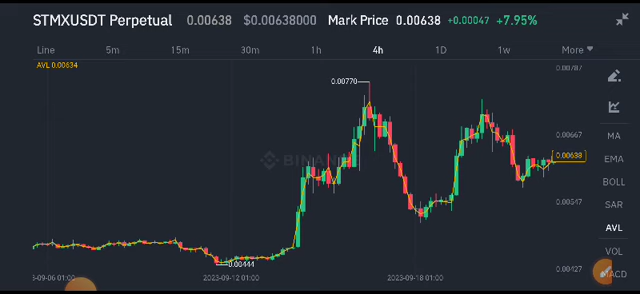 STMXUSDT Perpetual 0.00638 $0.00638000 Mark Price 0.00638 +0.00047 +7.95%
Line 5m 15m 30m 1h 4h 1D 1w More
AVL 0.00634
0.00787
0.00770
0.00667
0.00638
0.00547
0.00444
0.00427
BINAN
MA
EMA
BOLL
SAR
AVL
VOL
MACD
3-09-06 01:00 2023-09-12 01:00 2023-09-18 01:00